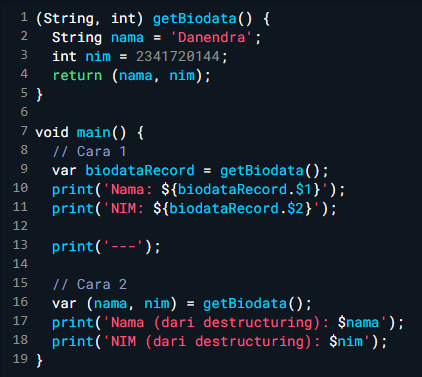 1 (String, int) getBiodata() {
2   String nama = 'Danendra';
3   int nim = 2341720144;
4   return (nama, nim);
5 }
6
7 void main() {
8   // Cara 1
9   var biodataRecord = getBiodata();
10   print('Nama: ${biodataRecord.$1}');
11   print('NIM: ${biodataRecord.$2}');
12
13   print('---');
14
15   // Cara 2
16   var (nama, nim) = getBiodata();
17   print('Nama (dari destructuring): $nama');
18   print('NIM (dari destructuring): $nim');
19 }